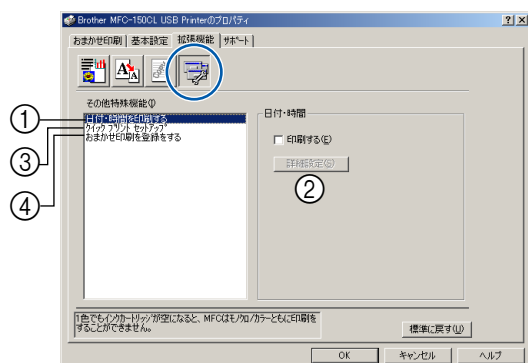 Brother MFC-150CL USB Printerのプロパティ
? ×
おまかせ印刷 基本設定 拡張機能 サポート
その他特殊機能(I)
① 日付・時間を印刷する
③ クイック プリント セットアップ
④ おまかせ印刷を登録をする
日付・時間
印刷する(E)
詳細設定(S)
②
1色でもインクカートリッジが空になると、MFCはモノクロ/カラーともに印刷を
することができません。
標準に戻す(U)
OK キャンセル ヘルプ